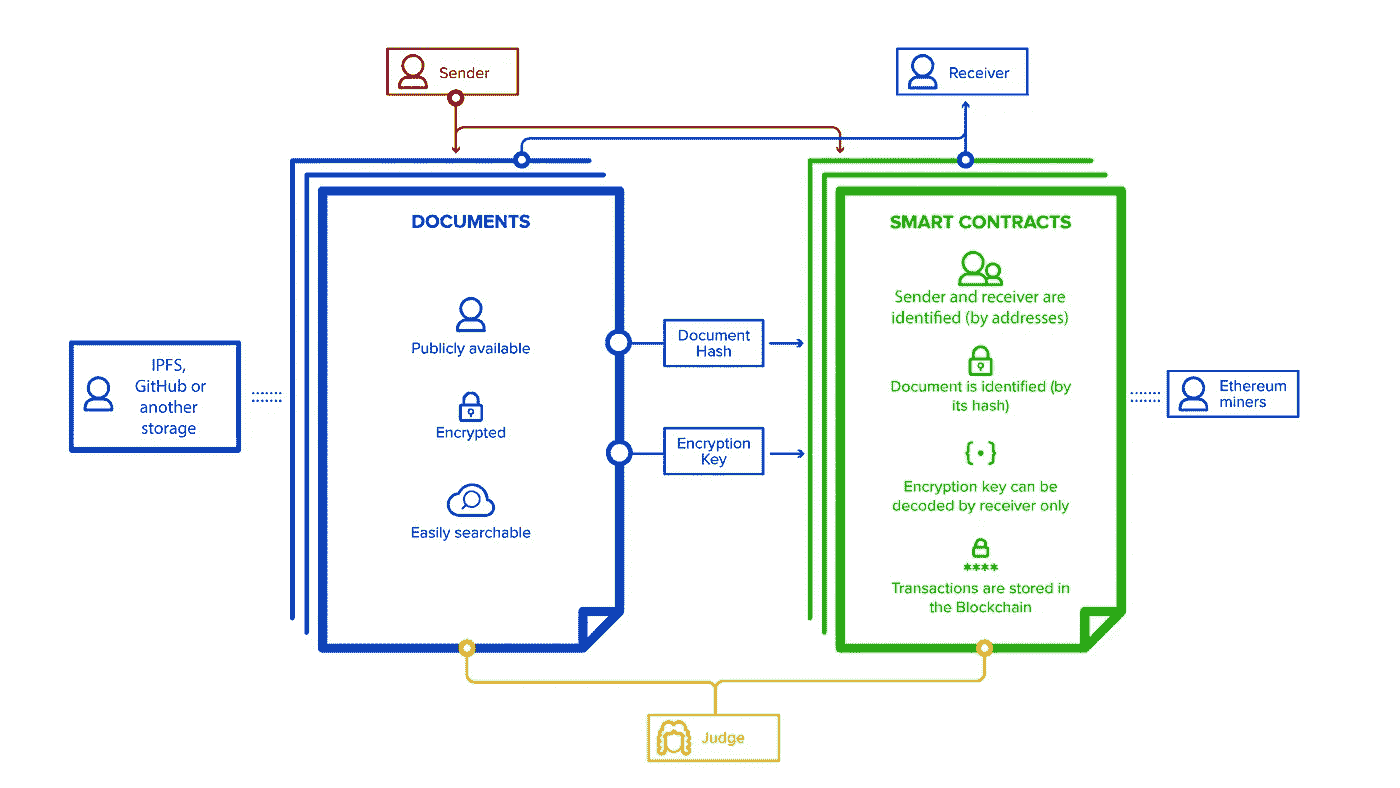 Sender
Receiver
DOCUMENTS
Publicly available
Encrypted
Easily searchable
IPFS,
GitHub or
another
storage
Document
Hash
Encryption
Key
SMART CONTRACTS
Sender and receiver are
identified (by addresses)
Document is identified (by
its hash)
{•}
Encryption key can be
decoded by receiver only
****
Transactions are stored in
the Blockchain
Ethereum
miners
Judge